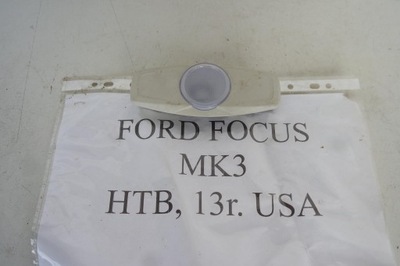 FORD FOCUS
MK3
HTB, 13r. USA